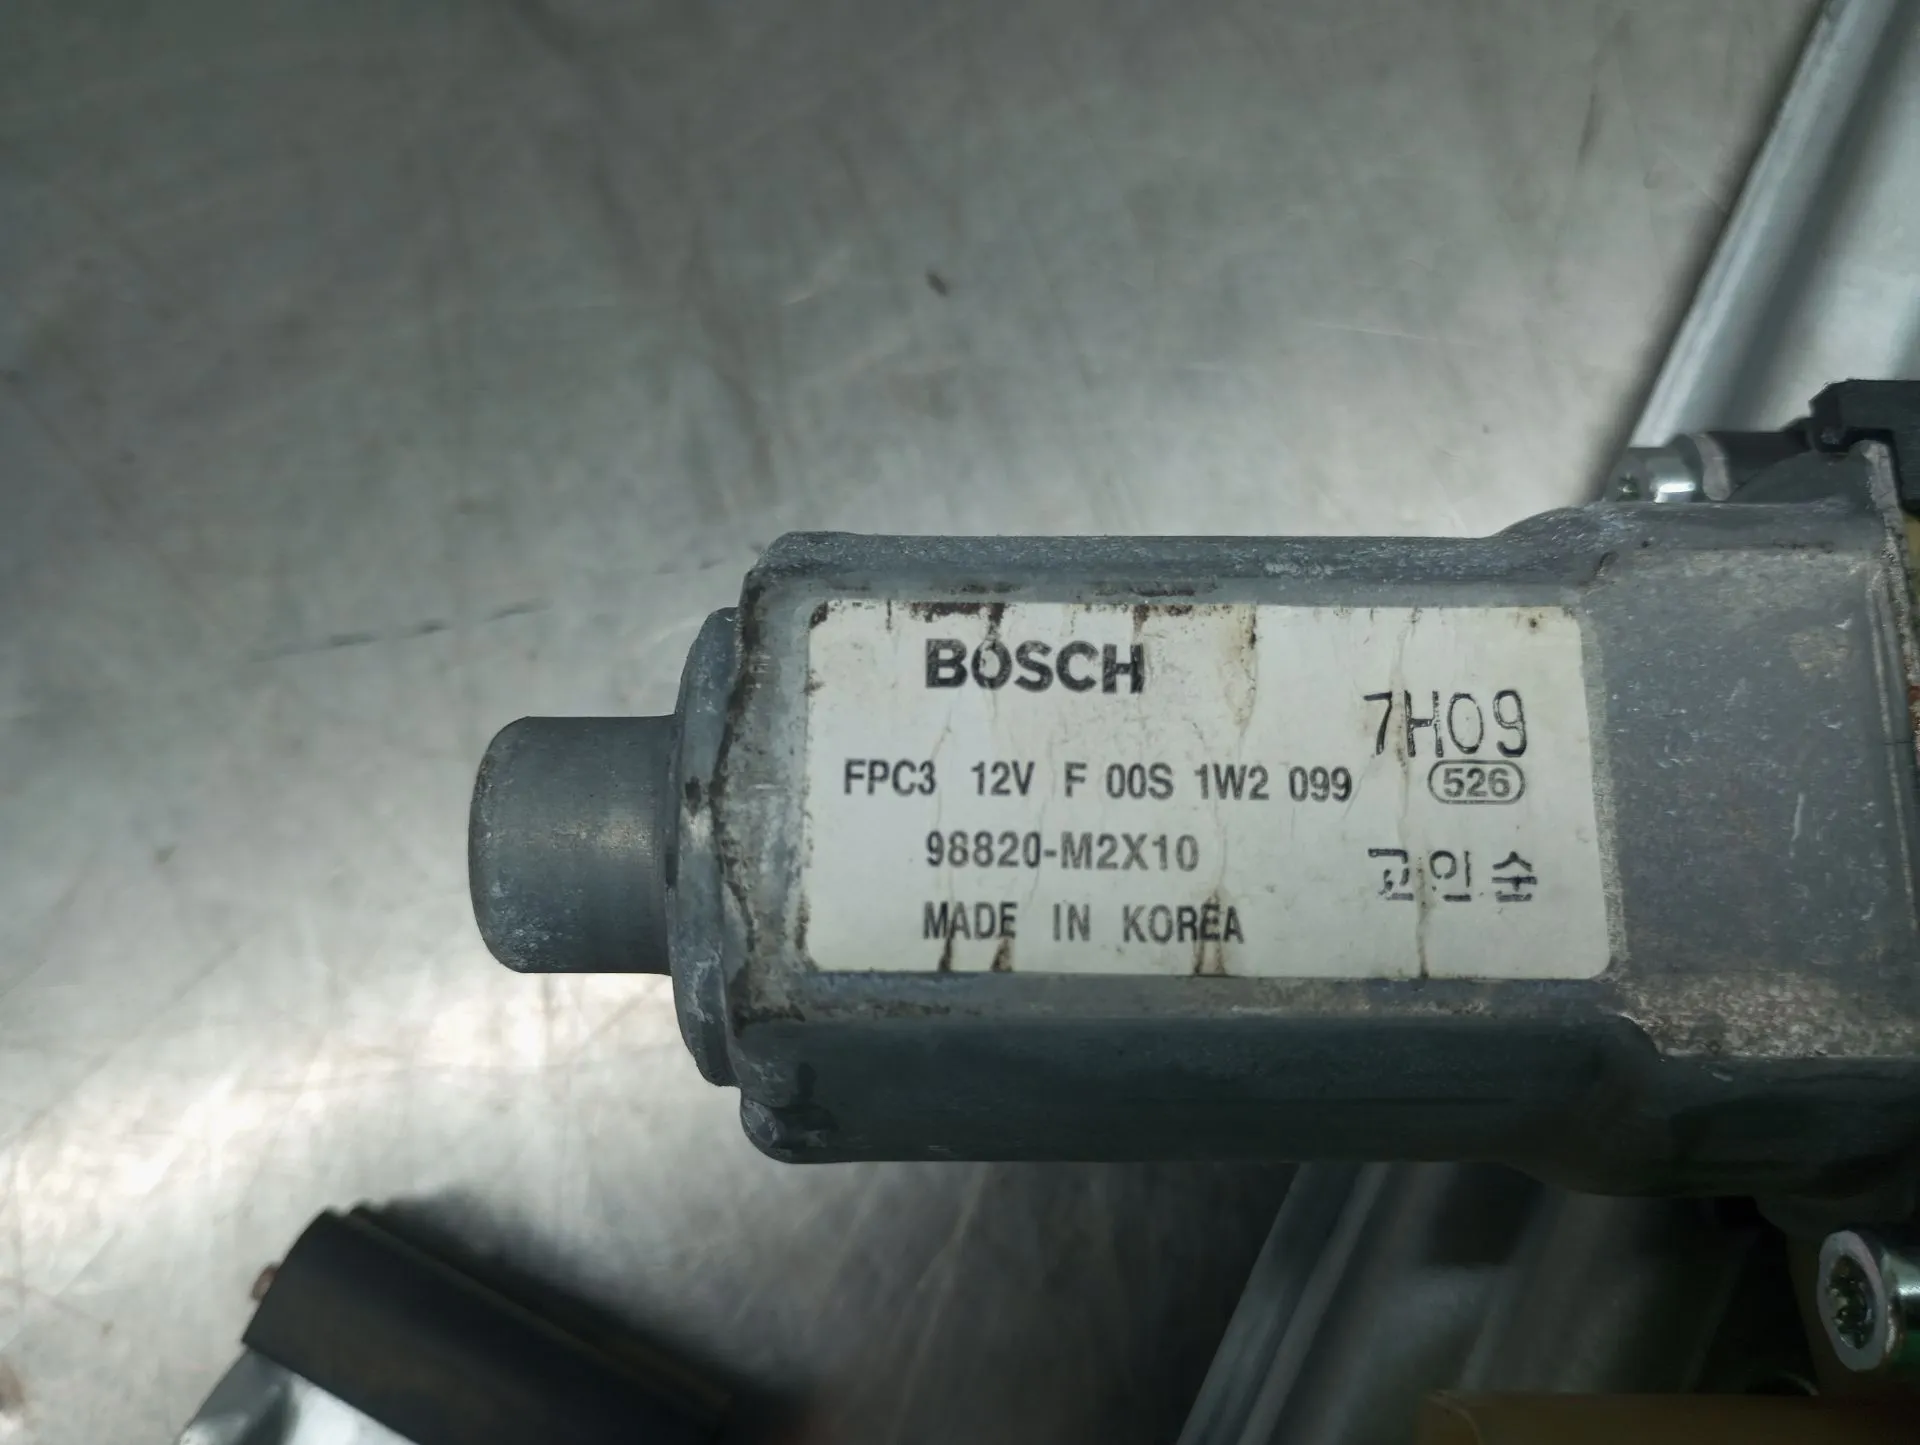 BOSCH
7H09
FPC3 12V F 00S 1W2 099
526
98820-M2X10
고인순
MADE IN KOREA